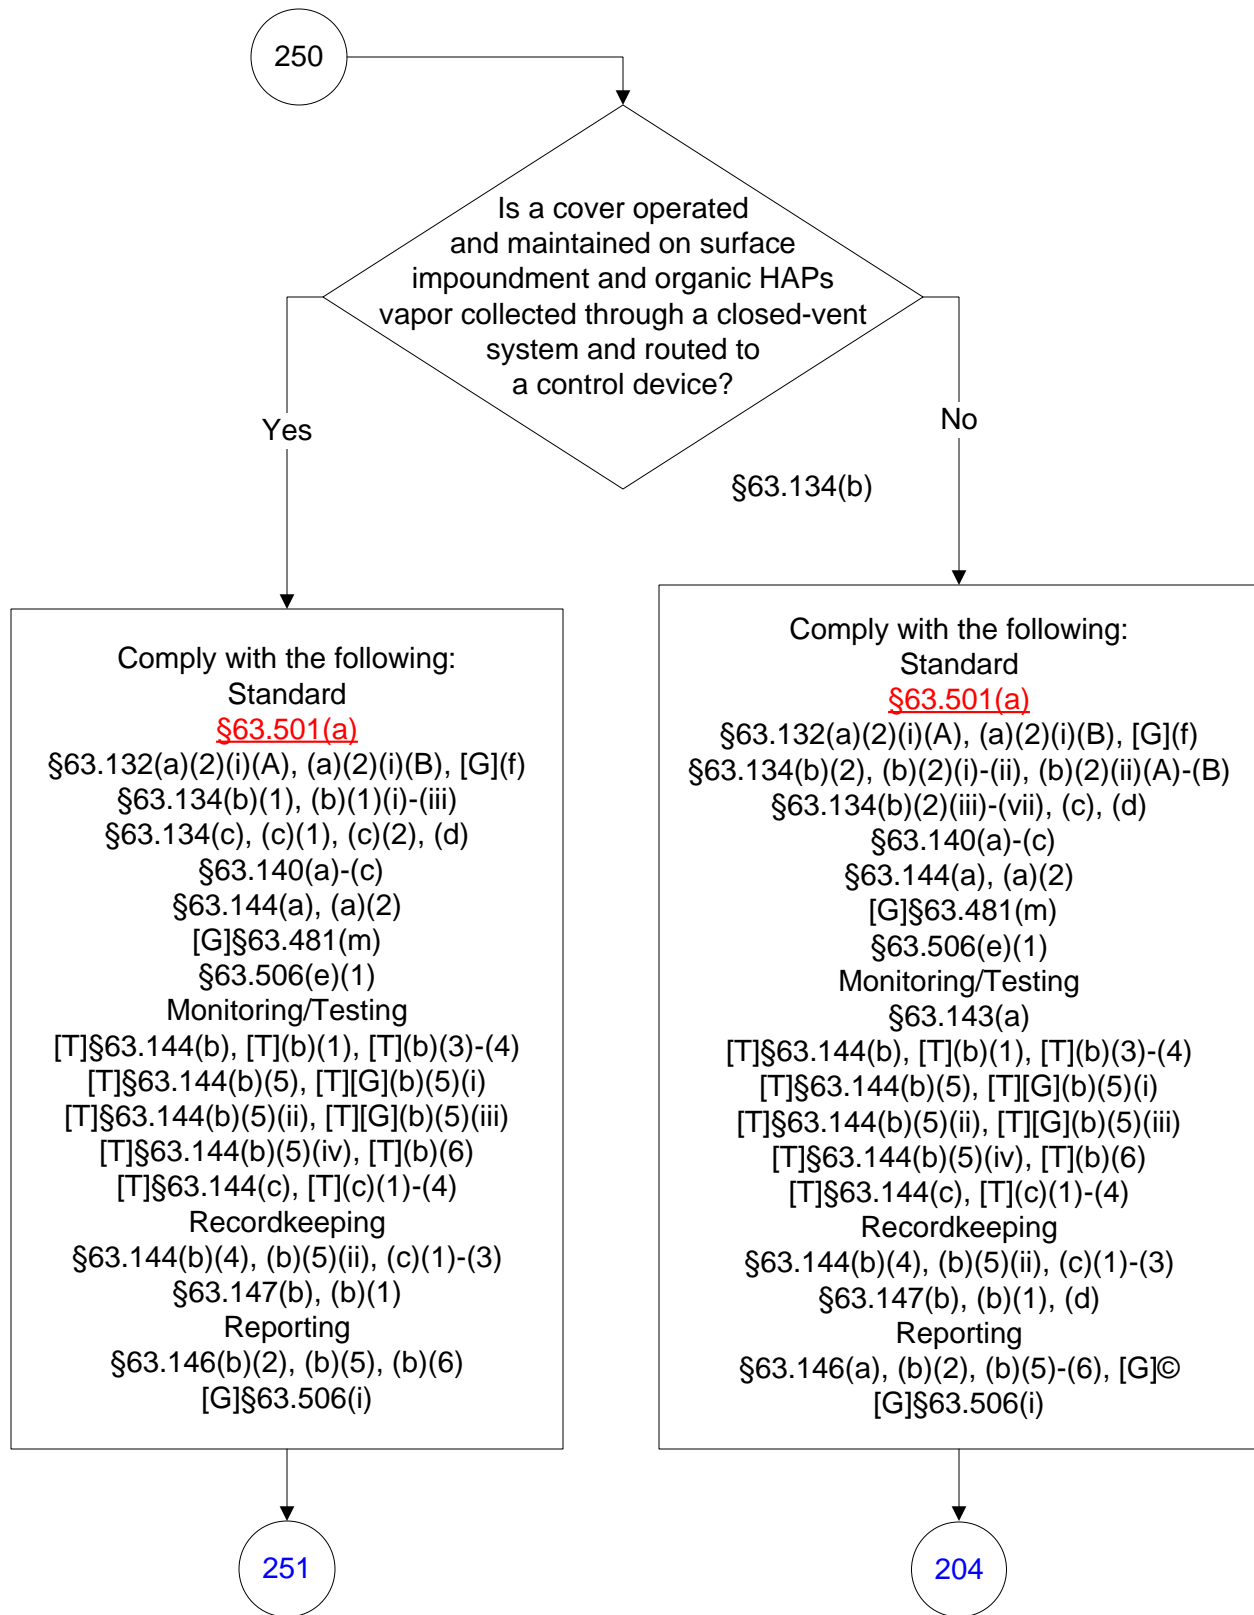 250
Is a cover operated
and maintained on surface
impoundment and organic HAPs
vapor collected through a closed-vent
system and routed to
a control device?
Yes
No
§63.134(b)
Comply with the following:
Standard
§63.501(a)
§63.132(a)(2)(i)(A), (a)(2)(i)(B), [G](f)
§63.134(b)(1), (b)(1)(i)-(iii)
§63.134(c), (c)(1), (c)(2), (d)
§63.140(a)-(c)
§63.144(a), (a)(2)
[G]§63.481(m)
§63.506(e)(1)
Monitoring/Testing
[T]§63.144(b), [T](b)(1), [T](b)(3)-(4)
[T]§63.144(b)(5), [T][G](b)(5)(i)
[T]§63.144(b)(5)(ii), [T][G](b)(5)(iii)
[T]§63.144(b)(5)(iv), [T](b)(6)
[T]§63.144(c), [T](c)(1)-(4)
Recordkeeping
§63.144(b)(4), (b)(5)(ii), (c)(1)-(3)
§63.147(b), (b)(1)
Reporting
§63.146(b)(2), (b)(5), (b)(6)
[G]§63.506(i)
251
Comply with the following:
Standard
§63.501(a)
§63.132(a)(2)(i)(A), (a)(2)(i)(B), [G](f)
§63.134(b)(2), (b)(2)(i)-(ii), (b)(2)(ii)(A)-(B)
§63.134(b)(2)(iii)-(vii), (c), (d)
§63.140(a)-(c)
§63.144(a), (a)(2)
[G]§63.481(m)
§63.506(e)(1)
Monitoring/Testing
§63.143(a)
[T]§63.144(b), [T](b)(1), [T](b)(3)-(4)
[T]§63.144(b)(5), [T][G](b)(5)(i)
[T]§63.144(b)(5)(ii), [T][G](b)(5)(iii)
[T]§63.144(b)(5)(iv), [T](b)(6)
[T]§63.144(c), [T](c)(1)-(4)
Recordkeeping
§63.144(b)(4), (b)(5)(ii), (c)(1)-(3)
§63.147(b), (b)(1), (d)
Reporting
§63.146(a), (b)(2), (b)(5)-(6), [G]©
[G]§63.506(i)
204